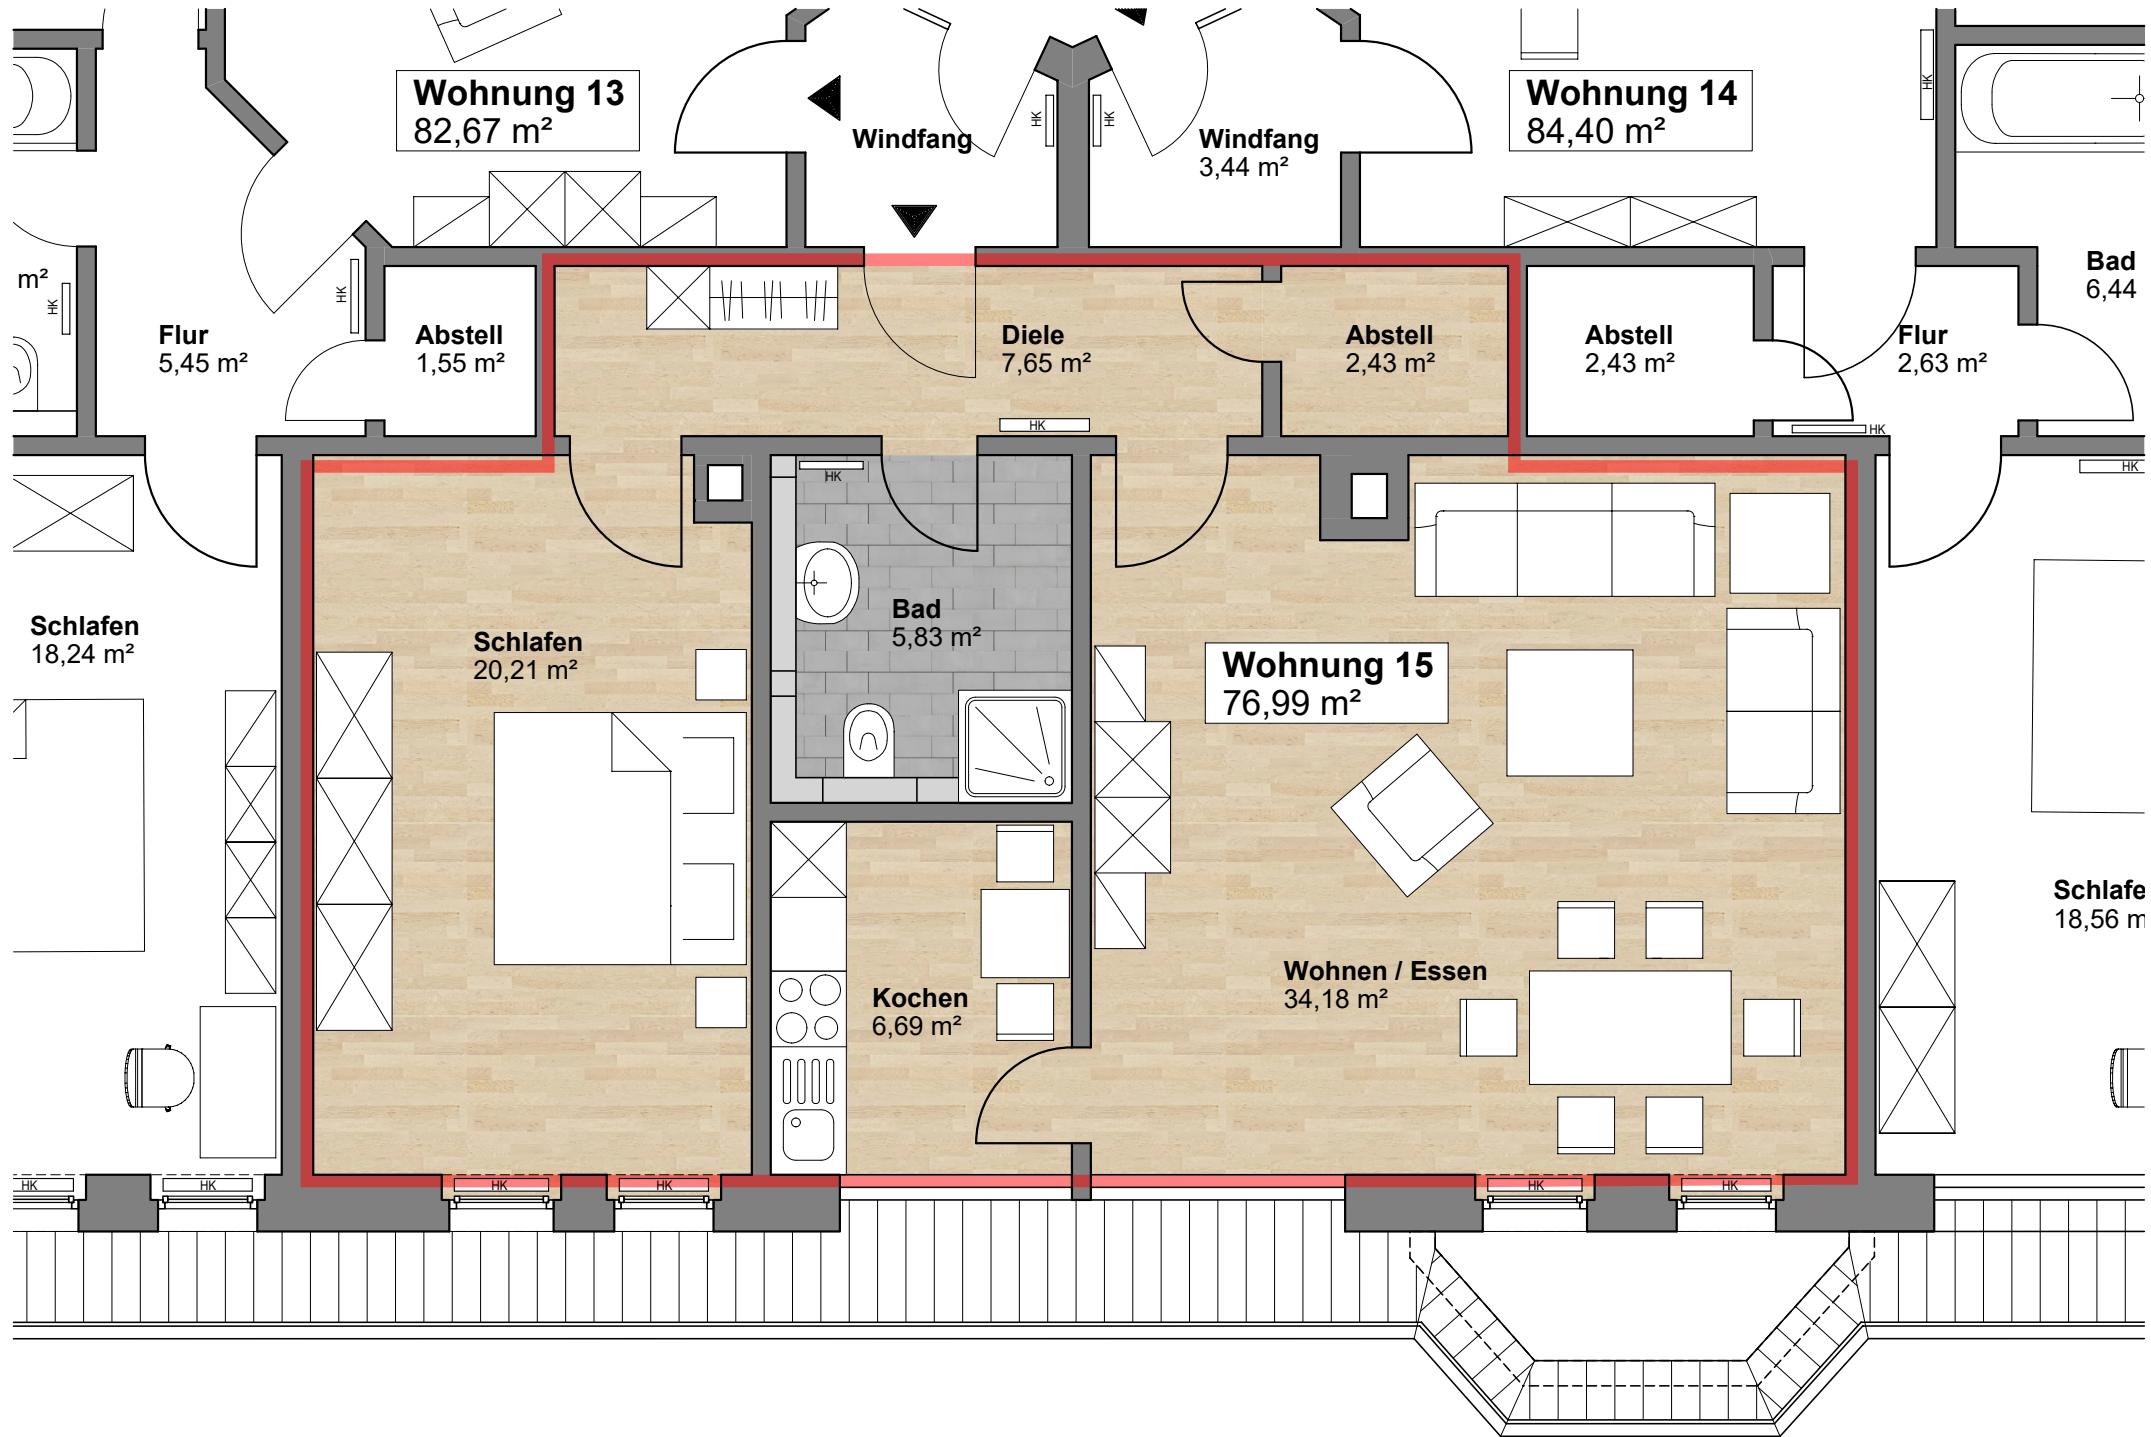 Wohnung 13
82,67 m²
Windfang
HK
HK
Windfang
3,44 m²
Wohnung 14
84,40 m²
HK
Bad
6,44
m²
HK
Flur
5,45 m²
HK
Abstell
1,55 m²
Diele
7,65 m²
HK
Abstell
2,43 m²
Abstell
2,43 m²
Flur
2,63 m²
HK
HK
HK
Schlafen
18,24 m²
Schlafen
20,21 m²
Bad
5,83 m²
Wohnung 15
76,99 m²
Kochen
6,69 m²
Wohnen / Essen
34,18 m²
Schlafe
18,56 m
HK
HK
HK
HK
HK
HK